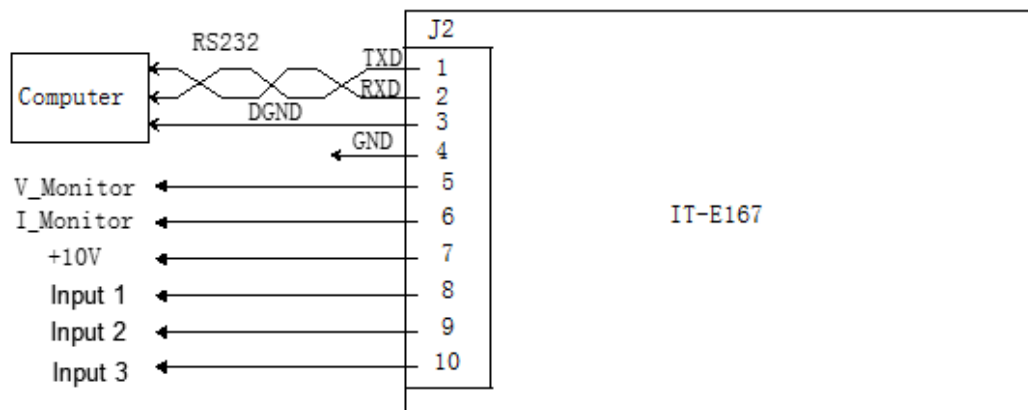 J2
RS232
TXD
1
Computer
RXD
2
DGND
3
GND
4
V_Monitor
5
I_Monitor
6
IT-E167
+10V
7
Input 1
8
Input 2
9
Input 3
10